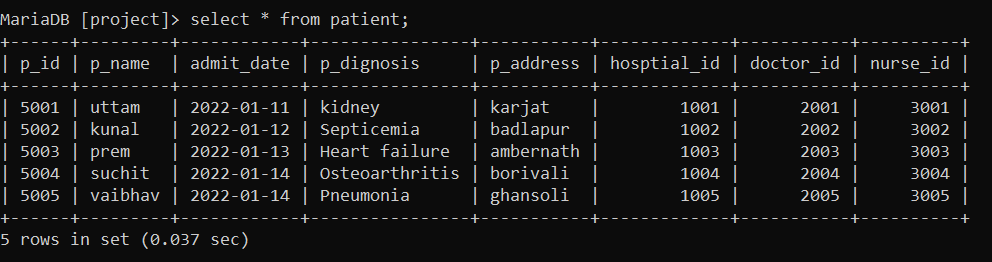 MariaDB [project]> select * from patient;
+------+---------+------------+----------------+-----------+-------------+-----------+----------+
| p_id | p_name  | admit_date | p_dignosis     | p_address | hosptial_id | doctor_id | nurse_id |
+------+---------+------------+----------------+-----------+-------------+-----------+----------+
| 5001 | uttam   | 2022-01-11 | kidney         | karjat    |        1001 |      2001 |     3001 |
| 5002 | kunal   | 2022-01-12 | Septicemia     | badlapur  |        1002 |      2002 |     3002 |
| 5003 | prem    | 2022-01-13 | Heart failure  | ambernath |        1003 |      2003 |     3003 |
| 5004 | suchit  | 2022-01-14 | Osteoarthritis | borivali  |        1004 |      2004 |     3004 |
| 5005 | vaibhav | 2022-01-14 | Pneumonia      | ghansoli  |        1005 |      2005 |     3005 |
+------+---------+------------+----------------+-----------+-------------+-----------+----------+
5 rows in set (0.037 sec)